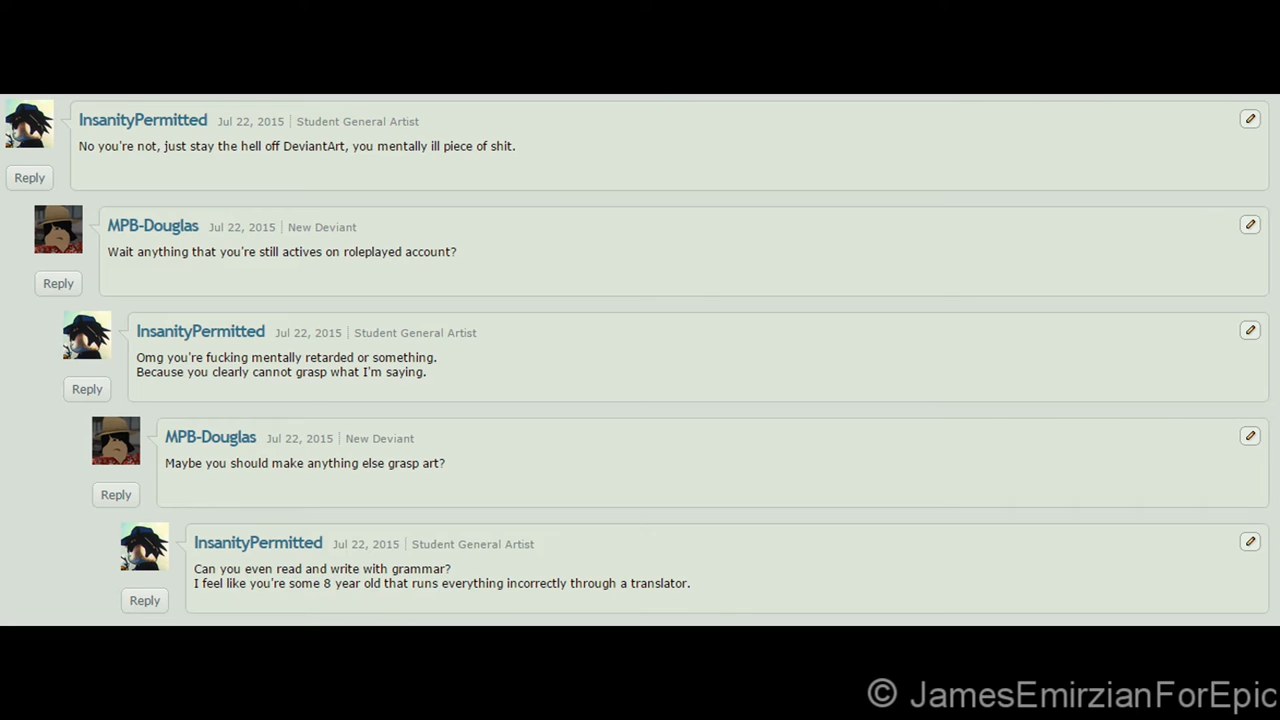 InsanityPermitted Jul 22, 2015 | Student General Artist
No you're not, just stay the hell off DeviantArt, you mentally ill piece of shit.
Reply
MPB-Douglas Jul 22, 2015 | New Deviant
Wait anything that you're still actives on roleplayed account?
Reply
InsanityPermitted Jul 22, 2015 | Student General Artist
Omg you're fucking mentally retarded or something.
Because you clearly cannot grasp what I'm saying.
Reply
MPB-Douglas Jul 22, 2015 | New Deviant
Maybe you should make anything else grasp art?
Reply
InsanityPermitted Jul 22, 2015 | Student General Artist
Can you even read and write with grammar?
I feel like you're some 8 year old that runs everything incorrectly through a translator.
Reply
© JamesEmirzianForEpic